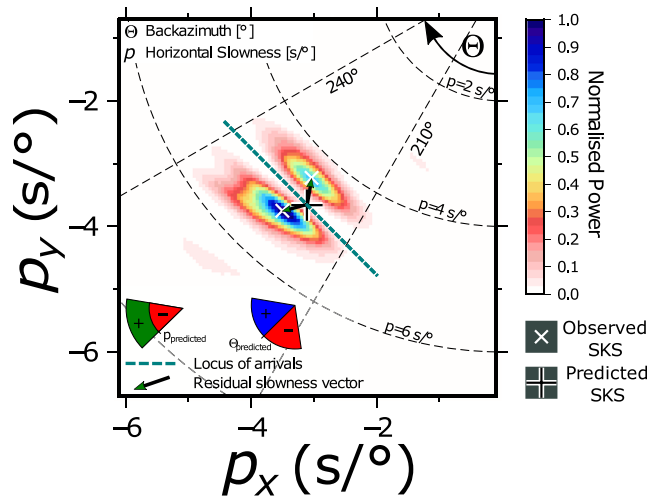 Θ Backazimuth [°]
p Horizontal Slowness [s/°]
Θ
240°
210°
p=2 s/°
p=4 s/°
p=6 s/°
−2
−4
−6
p_y (s/°)
+
−
p_predicted
+
−
Θ_predicted
Locus of arrivals
Residual slowness vector
−6
−4
−2
p_x (s/°)
1.0
0.9
0.8
0.7
0.6
0.5
0.4
0.3
0.2
0.1
0.0
Normalised Power
Observed
SKS
Predicted
SKS